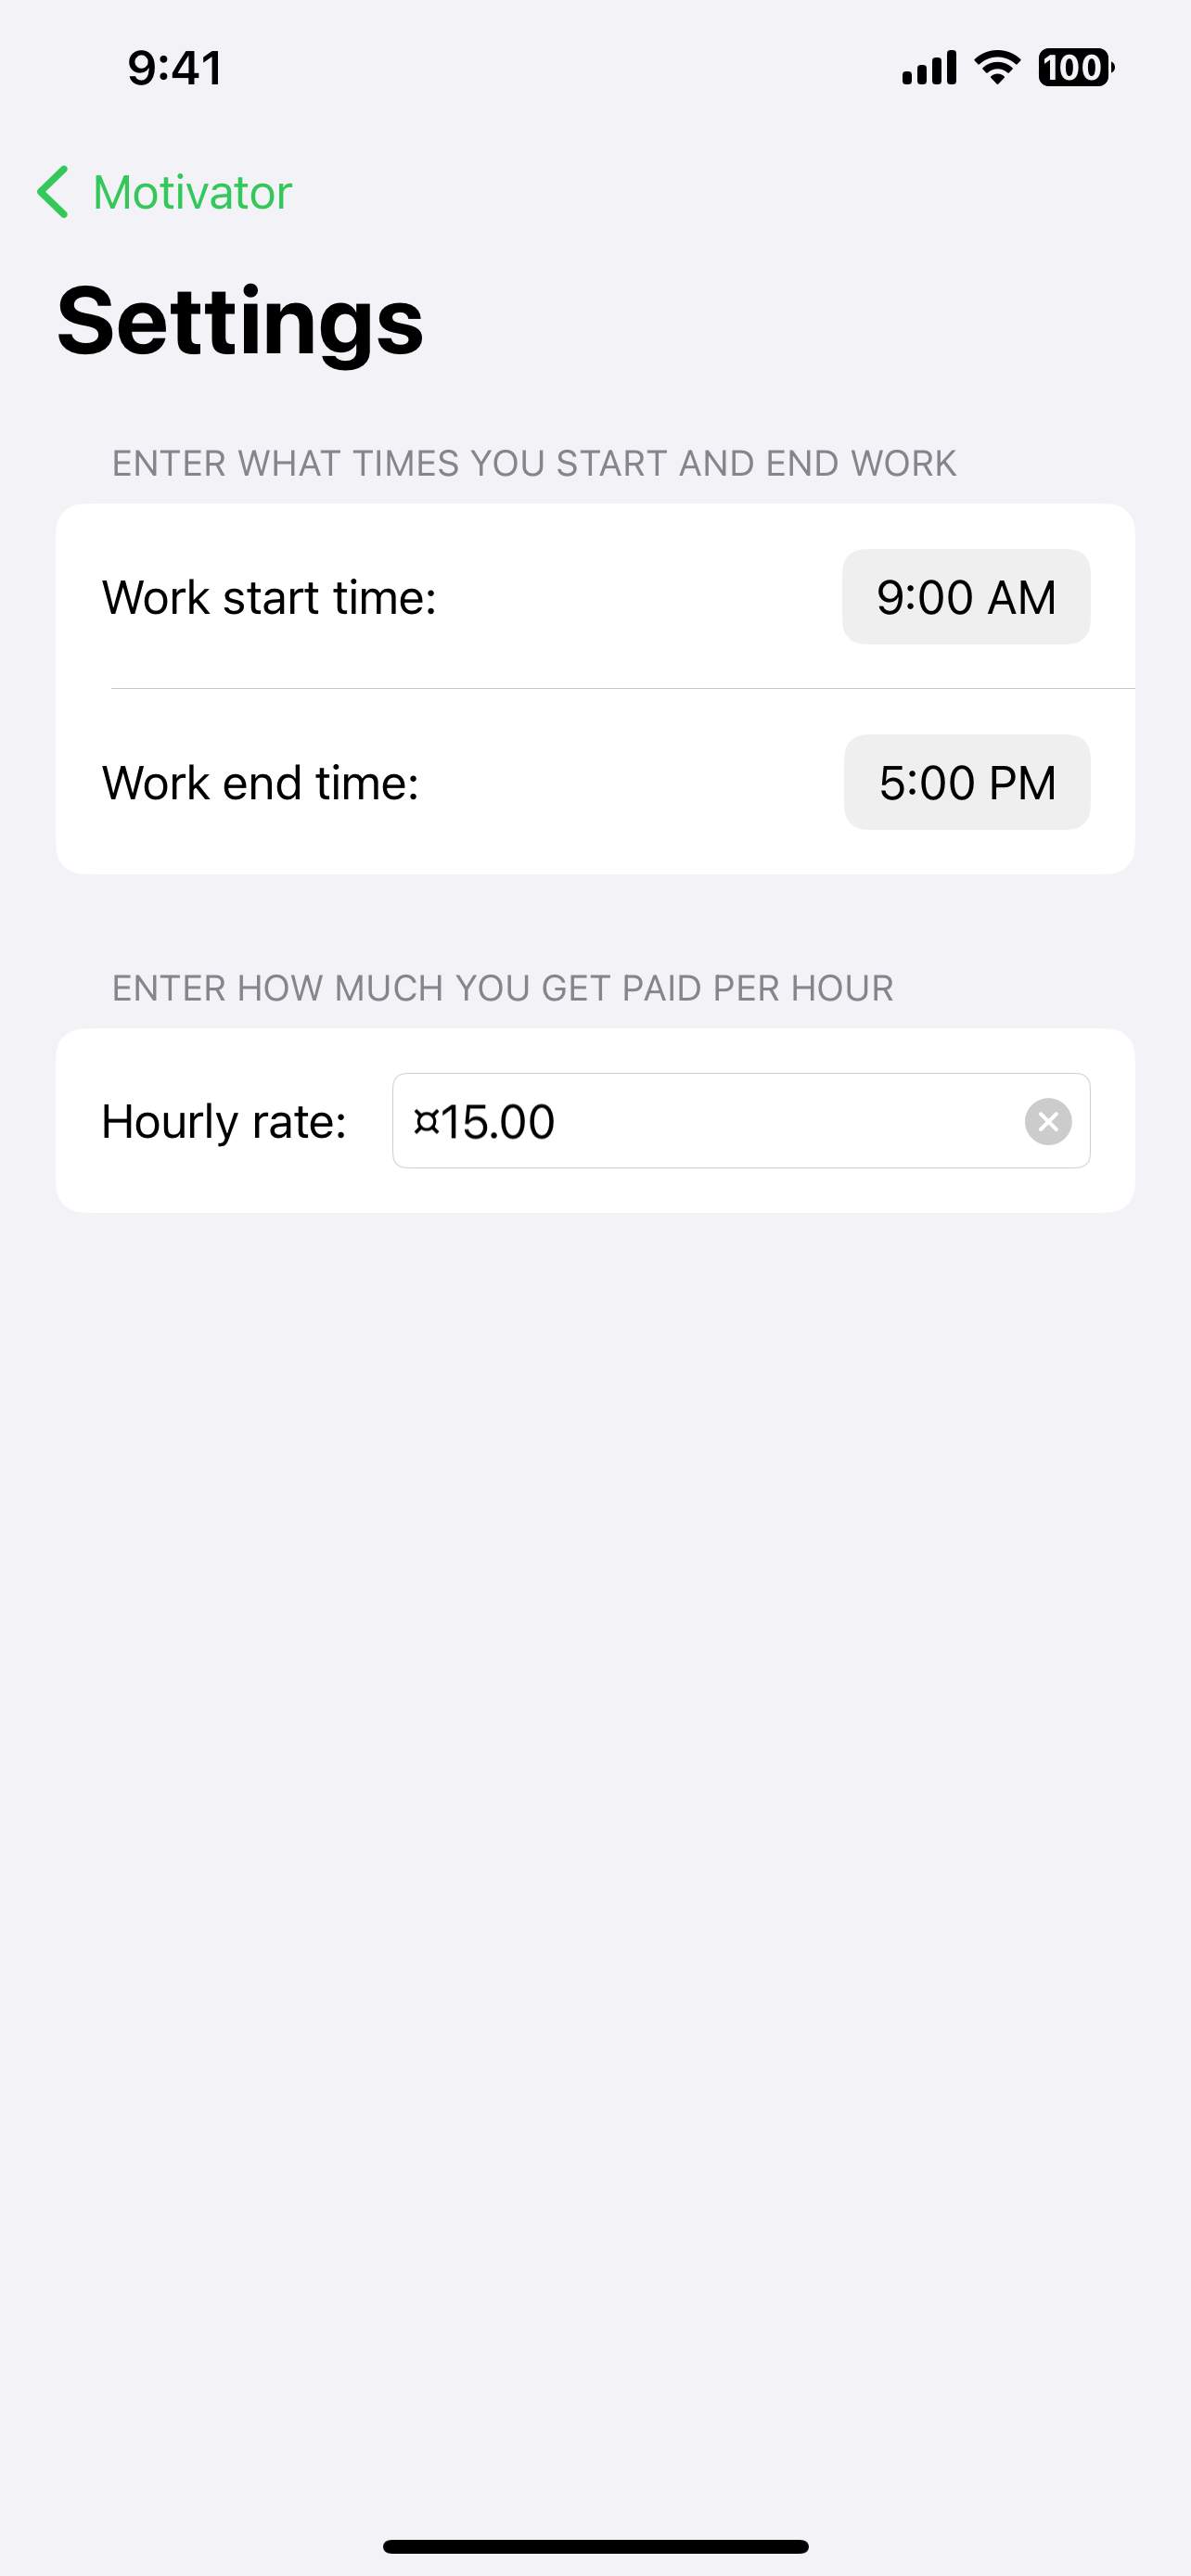 9:41
100
Motivator
Settings
ENTER WHAT TIMES YOU START AND END WORK
Work start time: 9:00 AM
Work end time: 5:00 PM
ENTER HOW MUCH YOU GET PAID PER HOUR
Hourly rate: ¤15.00